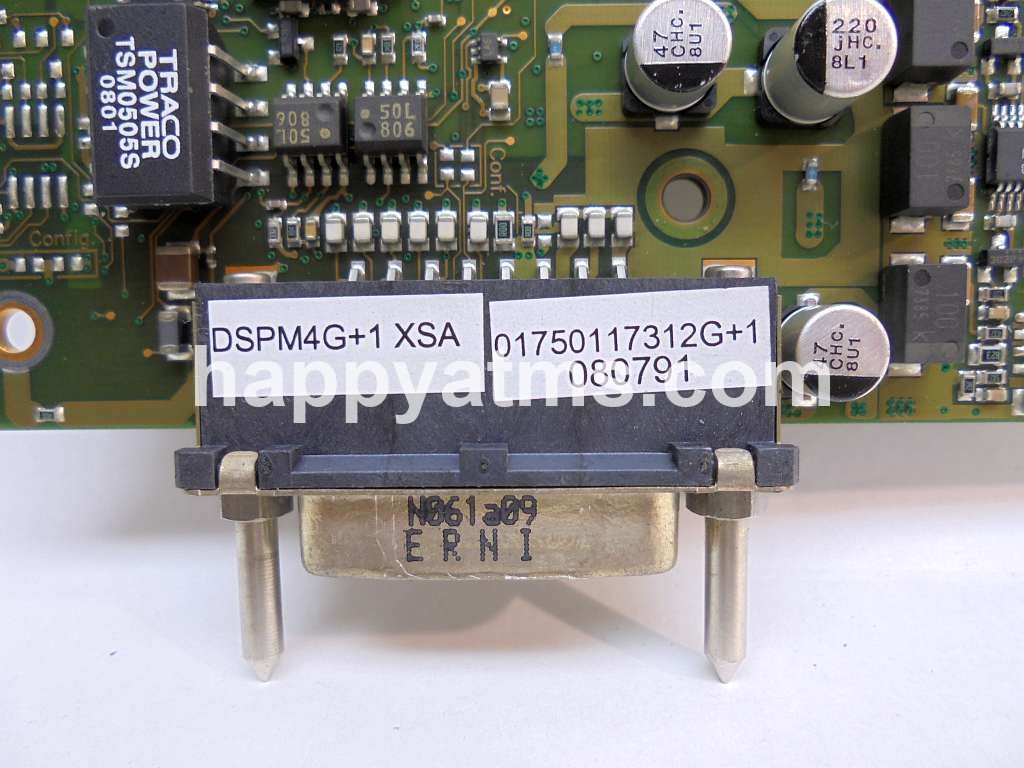 TRACO
POWER
TSM0505S
0801
50L
806
50L
806
47
CHC.
8U1
220
JHC.
8L1
Conf.
Config.
DSPM4G+1 XSA
01750117312G+1
080791
47
CHC.
8U1
happyatms.com
N061a09
ERNI